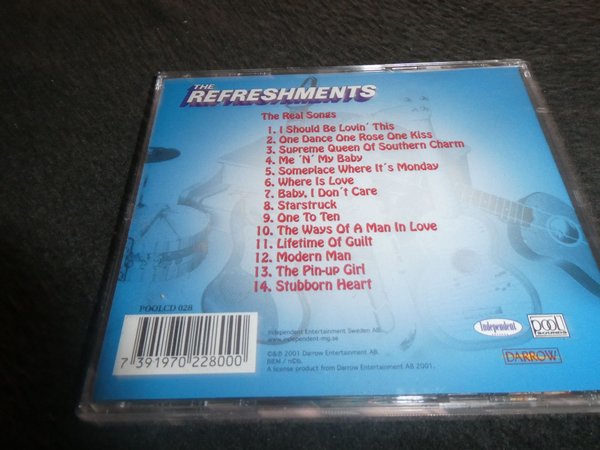 THE
REFRESHMENTS
The Real Songs
1. I Should Be Lovin´ This
2. One Dance One Rose One Kiss
3. Supreme Queen Of Southern Charm
4. Me ´N´ My Baby
5. Someplace Where It´s Monday
6. Where Is Love
7. Baby, I Don´t Care
8. Starstruck
9. One To Ten
10. The Ways Of A Man In Love
11. Lifetime Of Guilt
12. Modern Man
13. The Pin-up Girl
14. Stubborn Heart
POOLCD 028
7 391970 228000
Independent Entertainment Sweden AB.
www.independent-mg.se
©&℗ 2001 Darrow Entertainment AB.
BIEM / n©b.
A license product from Darrow Entertainment AB 2001.
Independent
pool
SOUNDS
DARROW